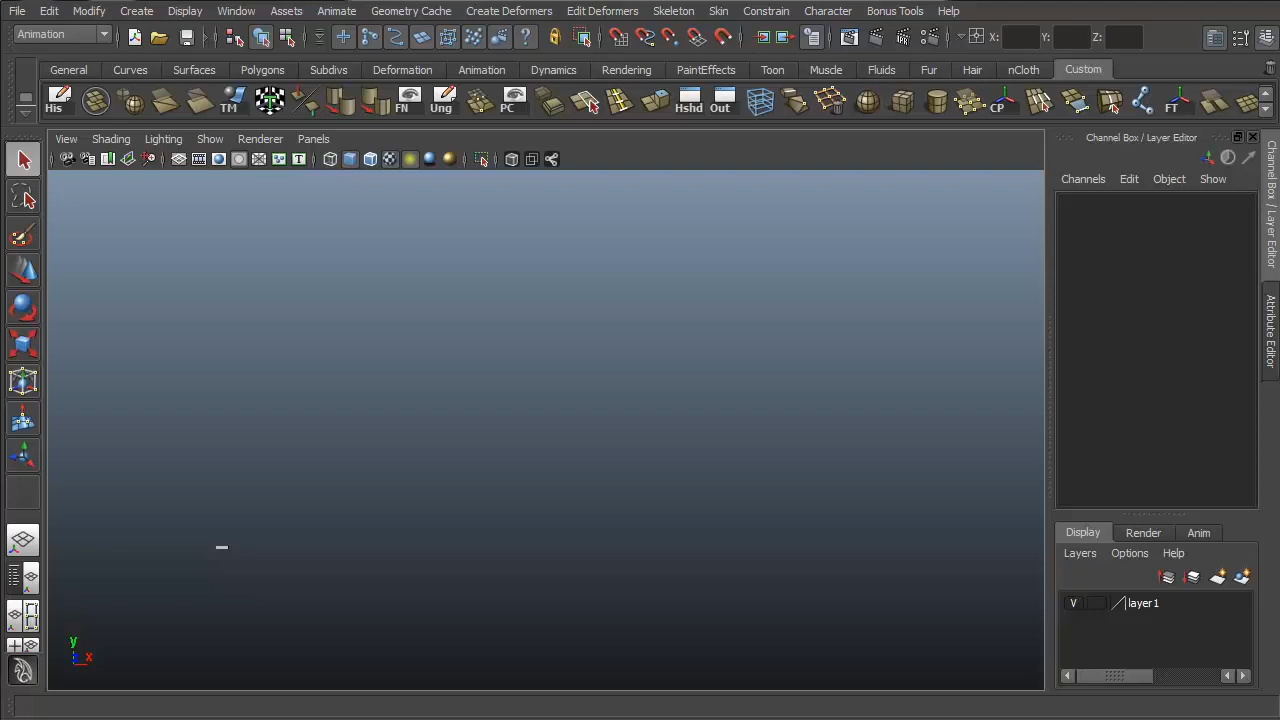 File Edit Modify Create Display Window Assets Animate Geometry Cache Create Deformers Edit Deformers Skeleton Skin Constrain Character Bonus Tools Help
Animation X: Y: Z:
General Curves Surfaces Polygons Subdivs Deformation Animation Dynamics Rendering PaintEffects Toon Muscle Fluids Fur Hair nCloth Custom
His TM FN Ung PC Hshd Out CP FT
View Shading Lighting Show Renderer Panels
T
Channel Box / Layer Editor
Channels Edit Object Show
Channel Box / Layer Editor
Attribute Editor
Display Render Anim
Layers Options Help
V layer1
y
x